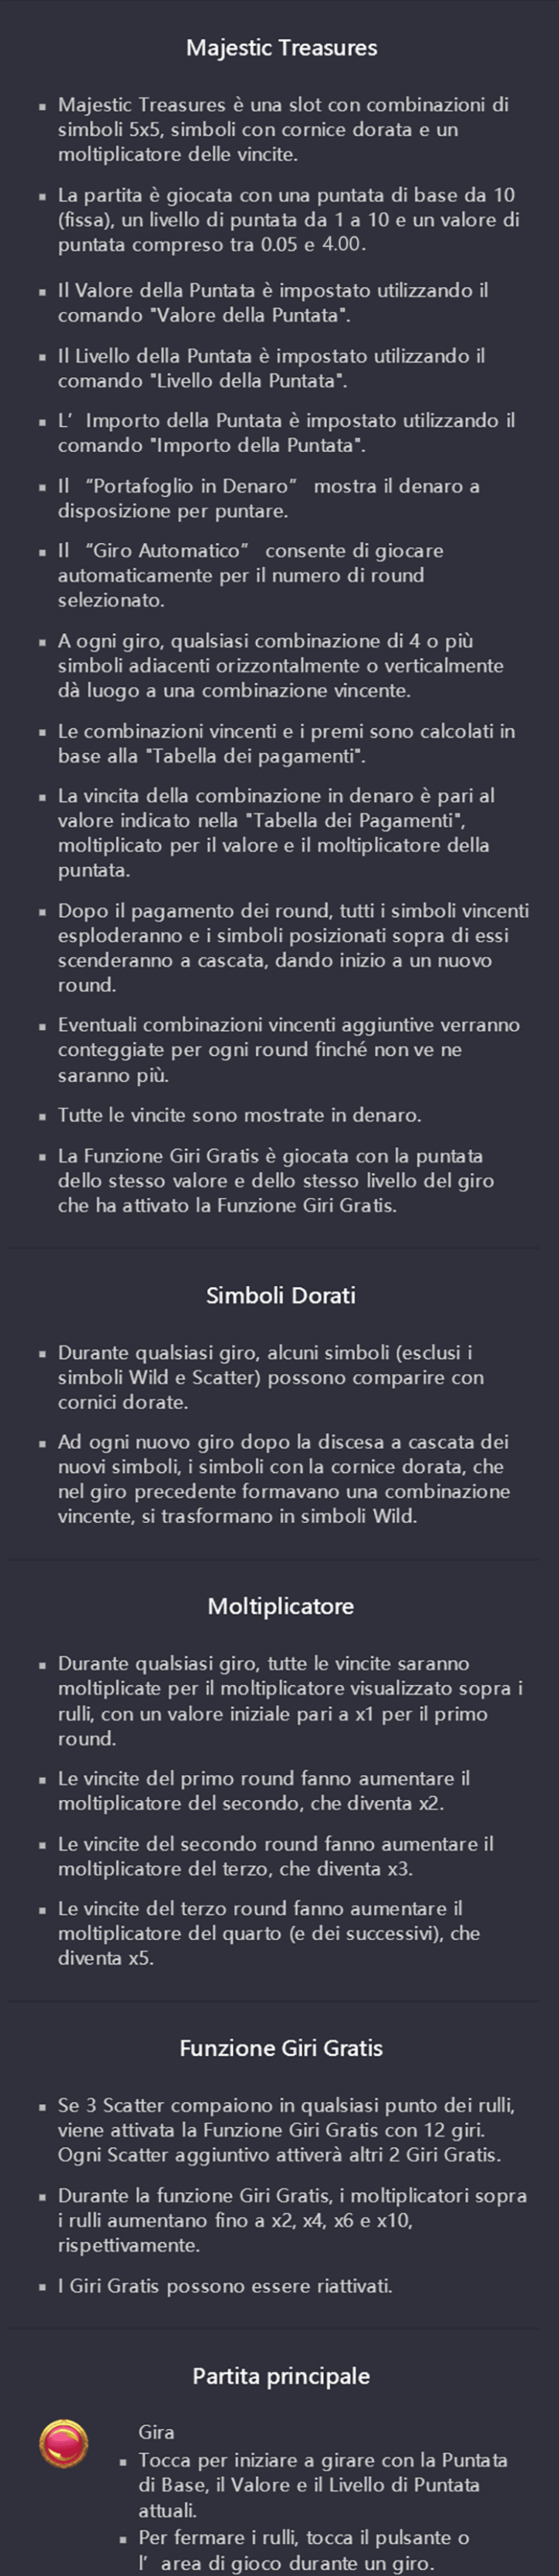 Majestic Treasures
Majestic Treasures è una slot con combinazioni di
simboli 5x5, simboli con cornice dorata e un
moltiplicatore delle vincite.
La partita è giocata con una puntata di base da 10
(fissa), un livello di puntata da 1 a 10 e un valore di
puntata compreso tra 0.05 e 4.00.
Il Valore della Puntata è impostato utilizzando il
comando "Valore della Puntata".
Il Livello della Puntata è impostato utilizzando il
comando "Livello della Puntata".
L’ Importo della Puntata è impostato utilizzando il
comando "Importo della Puntata".
Il “Portafoglio in Denaro” mostra il denaro a
disposizione per puntare.
Il “Giro Automatico” consente di giocare
automaticamente per il numero di round
selezionato.
A ogni giro, qualsiasi combinazione di 4 o più
simboli adiacenti orizzontalmente o verticalmente
dà luogo a una combinazione vincente.
Le combinazioni vincenti e i premi sono calcolati in
base alla "Tabella dei pagamenti".
La vincita della combinazione in denaro è pari al
valore indicato nella "Tabella dei Pagamenti",
moltiplicato per il valore e il moltiplicatore della
puntata.
Dopo il pagamento dei round, tutti i simboli vincenti
esploderanno e i simboli posizionati sopra di essi
scenderanno a cascata, dando inizio a un nuovo
round.
Eventuali combinazioni vincenti aggiuntive verranno
conteggiate per ogni round finché non ve ne
saranno più.
Tutte le vincite sono mostrate in denaro.
La Funzione Giri Gratis è giocata con la puntata
dello stesso valore e dello stesso livello del giro
che ha attivato la Funzione Giri Gratis.
Simboli Dorati
Durante qualsiasi giro, alcuni simboli (esclusi i
simboli Wild e Scatter) possono comparire con
cornici dorate.
Ad ogni nuovo giro dopo la discesa a cascata dei
nuovi simboli, i simboli con la cornice dorata, che
nel giro precedente formavano una combinazione
vincente, si trasformano in simboli Wild.
Moltiplicatore
Durante qualsiasi giro, tutte le vincite saranno
moltiplicate per il moltiplicatore visualizzato sopra i
rulli, con un valore iniziale pari a x1 per il primo
round.
Le vincite del primo round fanno aumentare il
moltiplicatore del secondo, che diventa x2.
Le vincite del secondo round fanno aumentare il
moltiplicatore del terzo, che diventa x3.
Le vincite del terzo round fanno aumentare il
moltiplicatore del quarto (e dei successivi), che
diventa x5.
Funzione Giri Gratis
Se 3 Scatter compaiono in qualsiasi punto dei rulli,
viene attivata la Funzione Giri Gratis con 12 giri.
Ogni Scatter aggiuntivo attiverà altri 2 Giri Gratis.
Durante la funzione Giri Gratis, i moltiplicatori sopra
i rulli aumentano fino a x2, x4, x6 e x10,
rispettivamente.
I Giri Gratis possono essere riattivati.
Partita principale
Gira
Tocca per iniziare a girare con la Puntata
di Base, il Valore e il Livello di Puntata
attuali.
Per fermare i rulli, tocca il pulsante o
l’ area di gioco durante un giro.